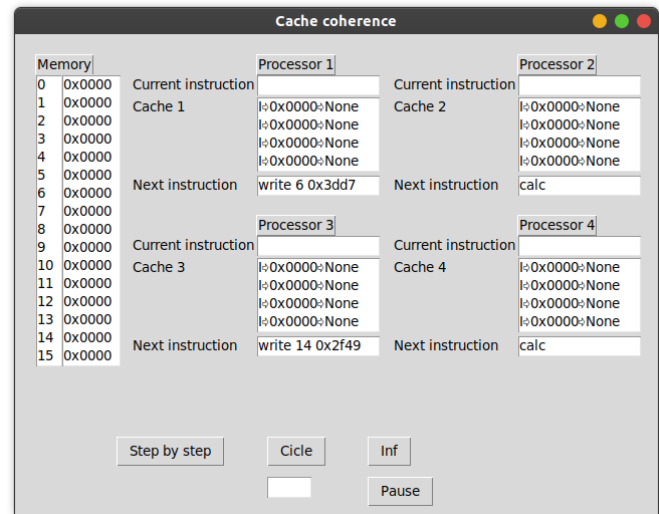 Cache coherence
Memory
0 0x0000
1 0x0000
2 0x0000
3 0x0000
4 0x0000
5 0x0000
6 0x0000
7 0x0000
8 0x0000
9 0x0000
10 0x0000
11 0x0000
12 0x0000
13 0x0000
14 0x0000
15 0x0000
Processor 1
Current instruction
Cache 1
I➩0x0000➩None
I➩0x0000➩None
I➩0x0000➩None
I➩0x0000➩None
Next instruction write 6 0x3dd7
Processor 2
Current instruction
Cache 2
I➩0x0000➩None
I➩0x0000➩None
I➩0x0000➩None
I➩0x0000➩None
Next instruction calc
Processor 3
Current instruction
Cache 3
I➩0x0000➩None
I➩0x0000➩None
I➩0x0000➩None
I➩0x0000➩None
Next instruction write 14 0x2f49
Processor 4
Current instruction
Cache 4
I➩0x0000➩None
I➩0x0000➩None
I➩0x0000➩None
I➩0x0000➩None
Next instruction calc
Step by step Cicle Inf
Pause